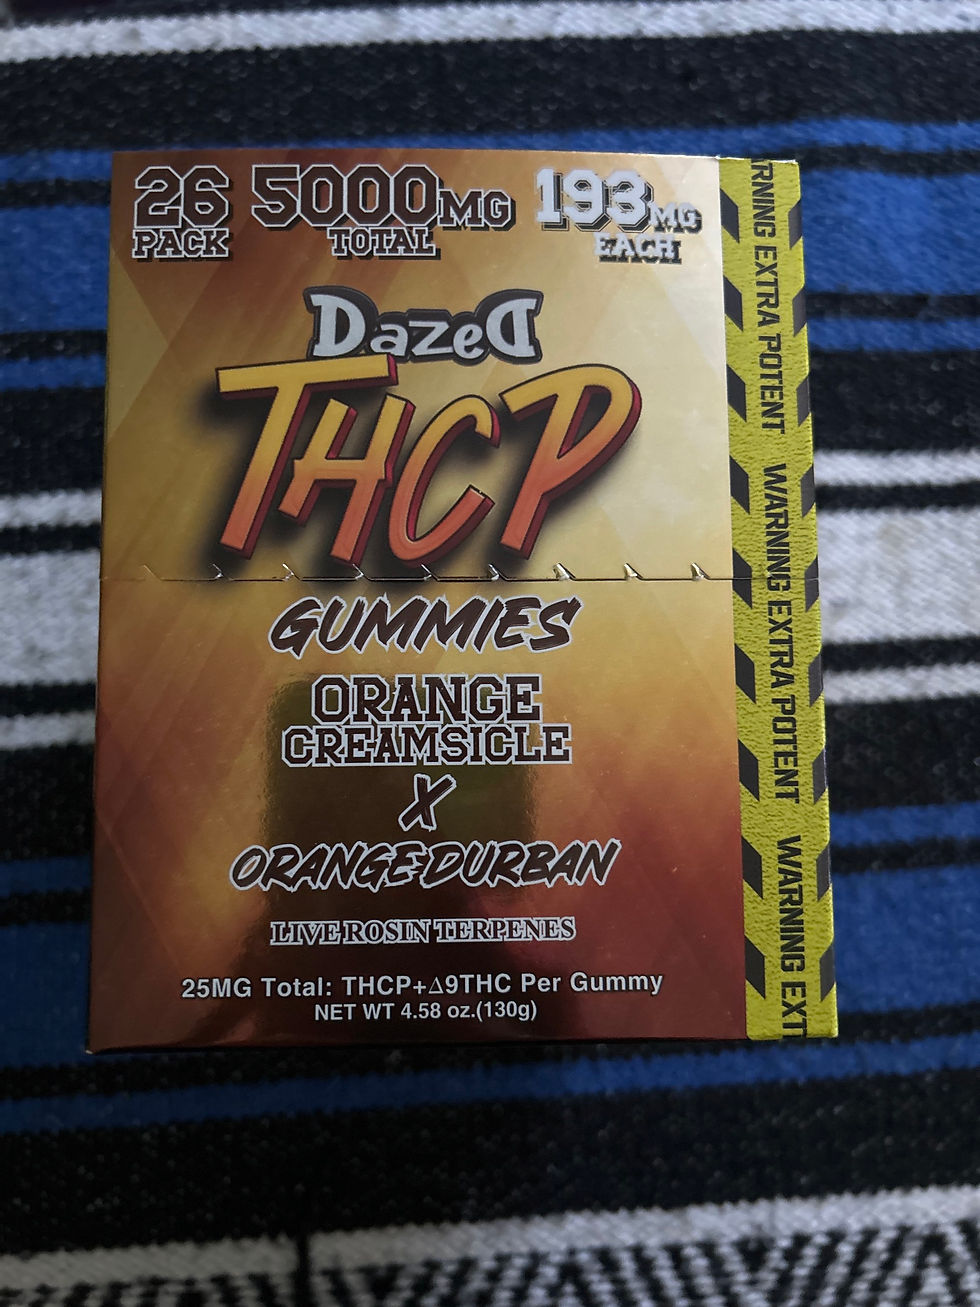 26 PACK
5000MG TOTAL
193MG EACH
DazeD
THCP
GUMMIES
ORANGE
CREAMSICLE
X
ORANGE DURBAN
LIVE ROSIN TERPENES
25MG Total: THCP+Δ9THC Per Gummy
NET WT 4.58 oz.(130g)
RNING EXTRA POTENT WARNING EXTRA POTENT WARNING EXT